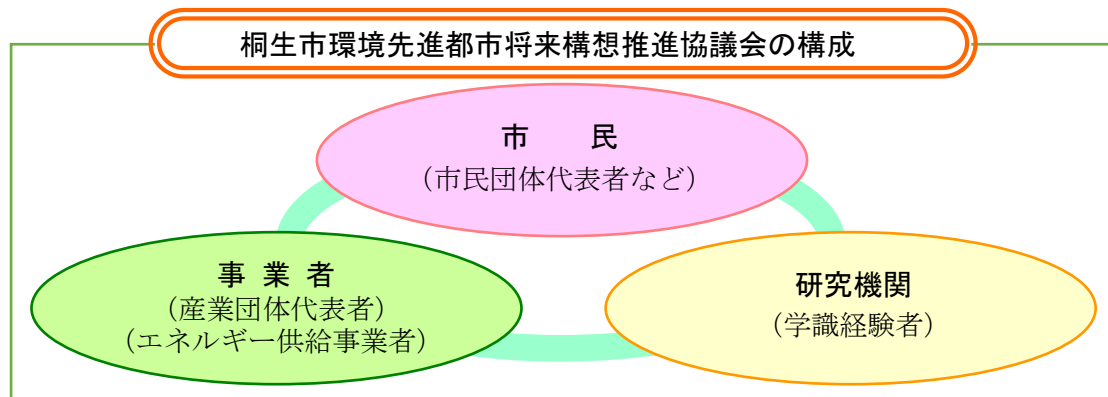 桐生市環境先進都市将来構想推進協議会の構成
市　　民
（市民団体代表者など）
事 業 者
（産業団体代表者）
（エネルギー供給事業者）
研究機関
（学識経験者）